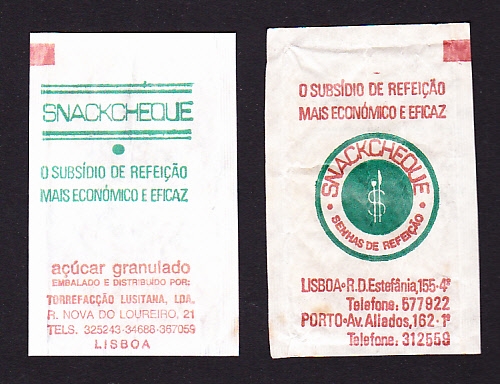 SNACKCHEQUE
O SUBSÍDIO DE REFEIÇÃO
MAIS ECONÓMICO E EFICAZ
açúcar granulado
EMBALADO E DISTRIBUIDO POR:
TORREFACÇÃO LUSITANA, LDA.
R. NOVA DO LOUREIRO, 21
TELS. 325243-34688-367059
LISBOA
O SUBSÍDIO DE REFEIÇÃO
MAIS ECONÓMICO E EFICAZ
SNACKCHEQUE
• SENHAS DE REFEIÇÃO •
LISBOA•R.D.Estefânia,155-4º
Telefone: 577922
PORTO•Av. Aliados,162-1º
Telefone: 312559